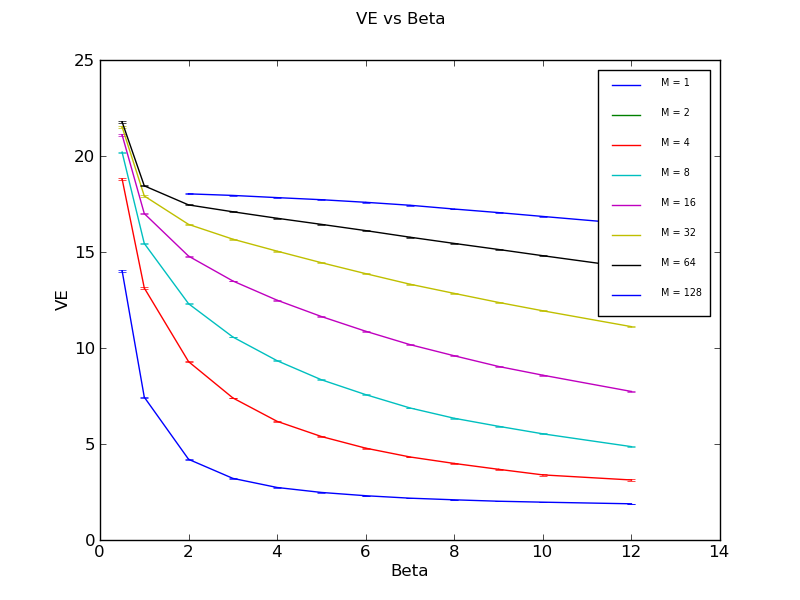 VE vs Beta
25
20
15
10
5
0
VE
0 2 4 6 8 10 12 14
Beta
M = 1
M = 2
M = 4
M = 8
M = 16
M = 32
M = 64
M = 128